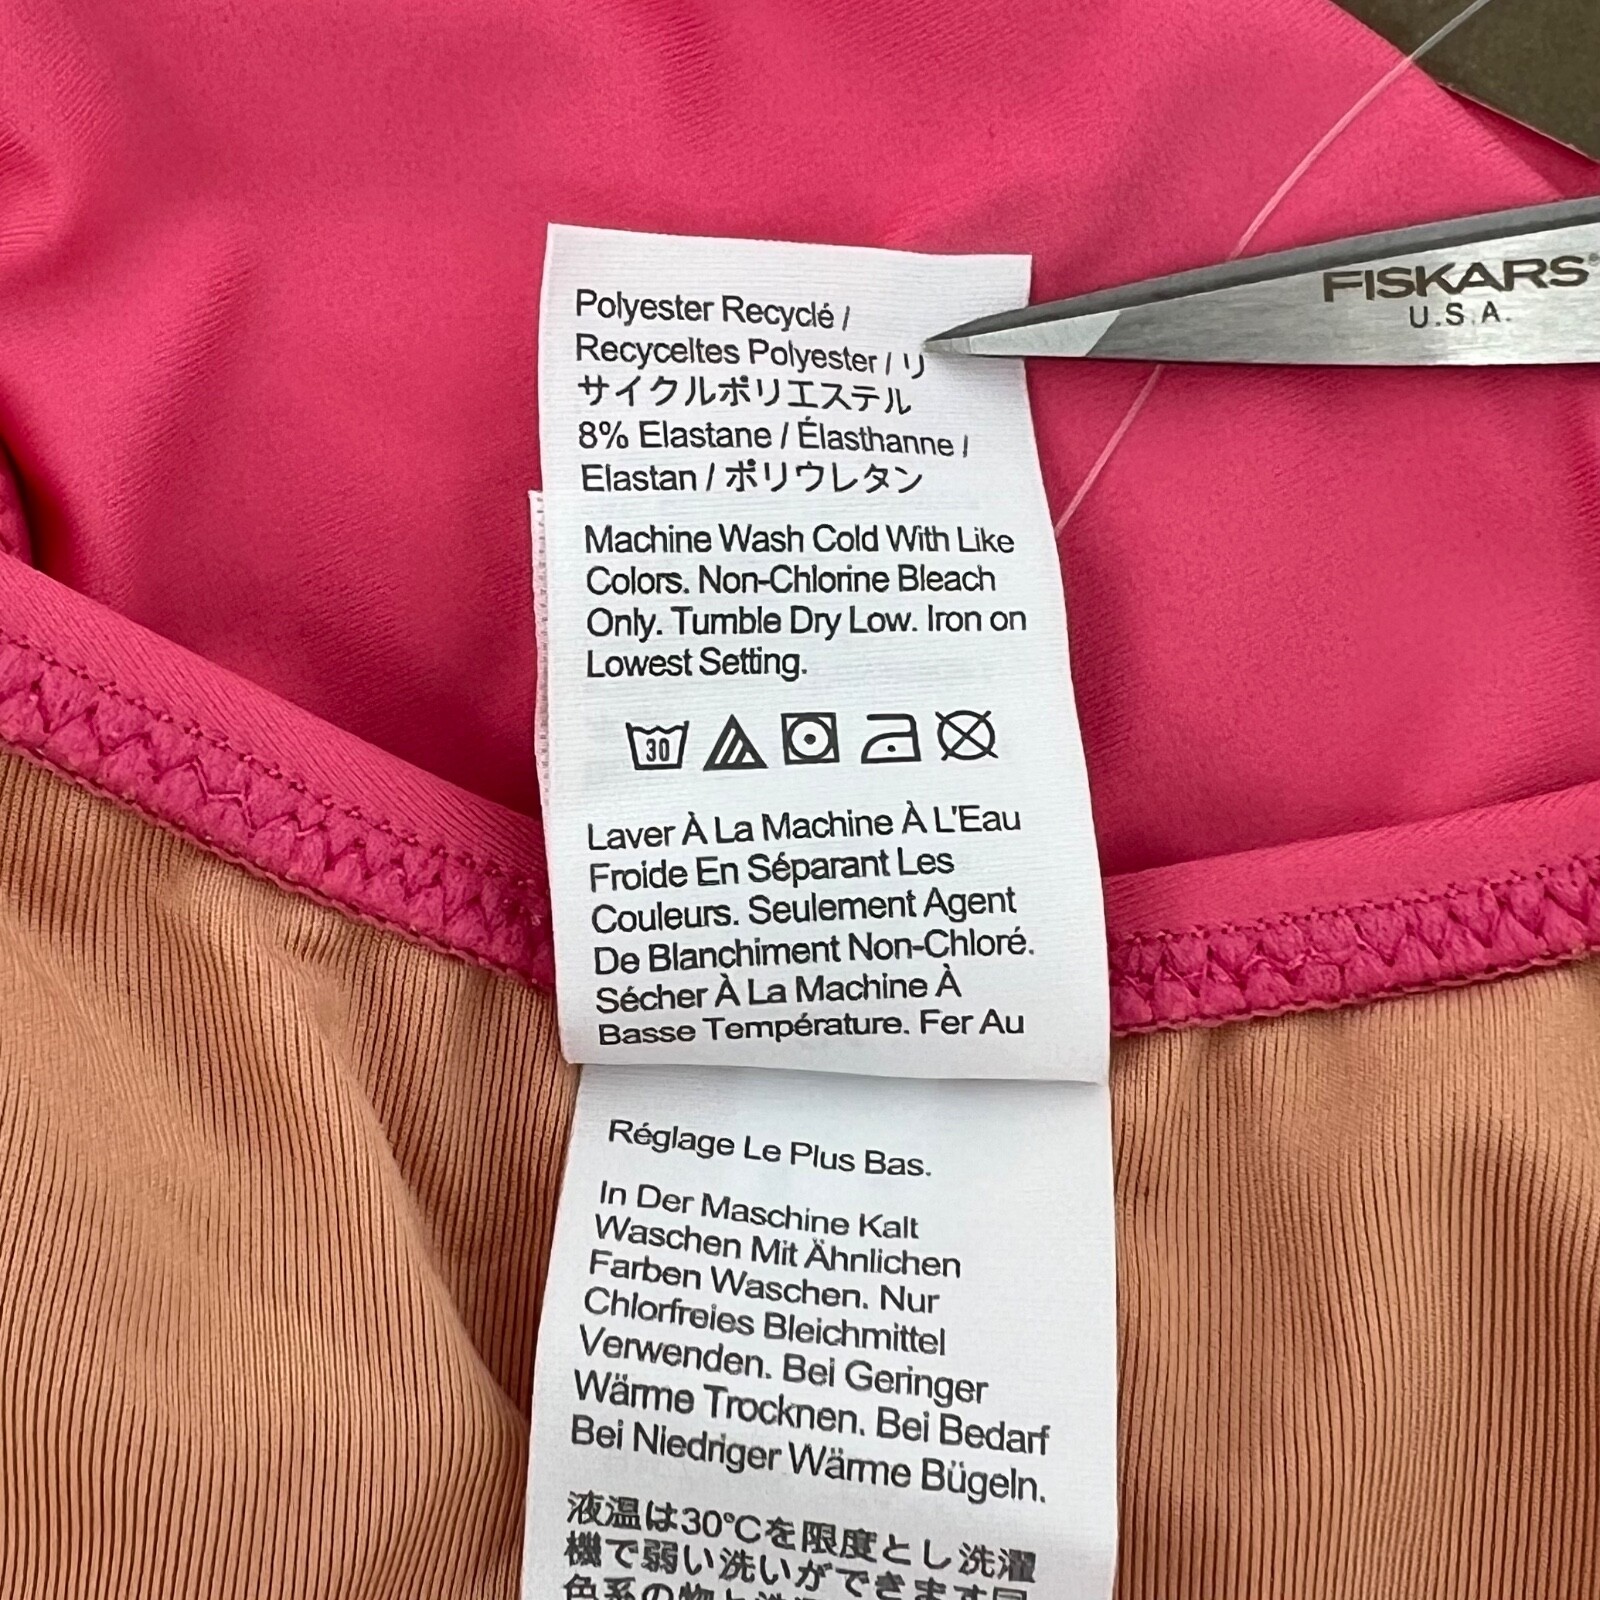 Polyester Recyclé /
Recyceltes Polyester / リ
サイクルポリエステル
8% Elastane / Élasthanne /
Elastan / ポリウレタン
Machine Wash Cold With Like
Colors. Non-Chlorine Bleach
Only. Tumble Dry Low. Iron on
Lowest Setting.
30
Laver À La Machine À L'Eau
Froide En Séparant Les
Couleurs. Seulement Agent
De Blanchiment Non-Chloré.
Sécher À La Machine À
Basse Température. Fer Au
Réglage Le Plus Bas.
In Der Maschine Kalt
Waschen Mit Ähnlichen
Farben Waschen. Nur
Chlorfreies Bleichmittel
Verwenden. Bei Geringer
Wärme Trocknen. Bei Bedarf
Bei Niedriger Wärme Bügeln.
液温は30℃を限度とし洗濯
機で弱い洗いができます同
FISKARS®
U.S.A.